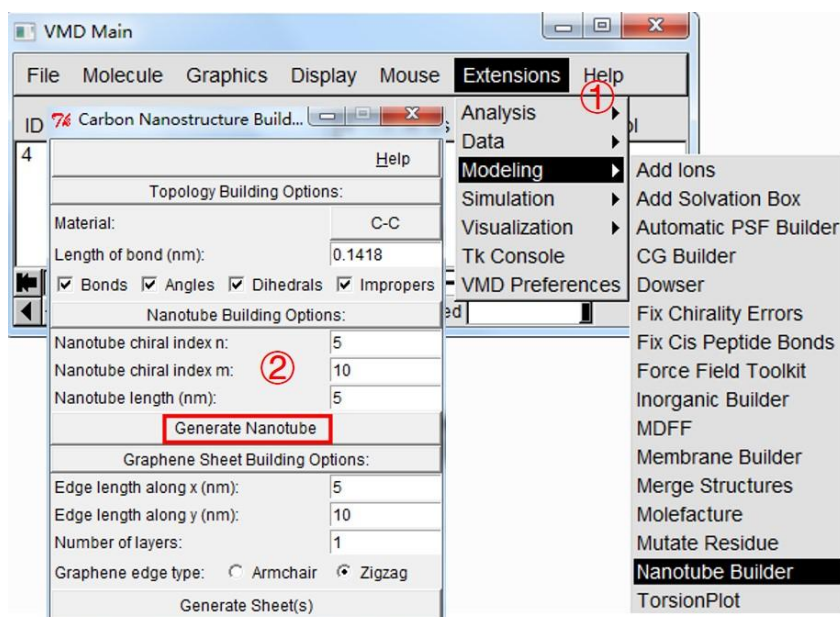 VMD Main
File Molecule Graphics Display Mouse Extensions Help
①
ID
4
7% Carbon Nanostructure Build...
Help
Topology Building Options:
Material: C-C
Length of bond (nm): 0.1418
Bonds Angles Dihedrals Impropers
Nanotube Building Options:
Nanotube chiral index n: 5
Nanotube chiral index m: 10
②
Nanotube length (nm): 5
Generate Nanotube
Graphene Sheet Building Options:
Edge length along x (nm): 5
Edge length along y (nm): 10
Number of layers: 1
Graphene edge type: Armchair Zigzag
Generate Sheet(s)
Analysis
Data
Modeling
Simulation
Visualization
Tk Console
VMD Preferences
Add Ions
Add Solvation Box
Automatic PSF Builder
CG Builder
Dowser
Fix Chirality Errors
Fix Cis Peptide Bonds
Force Field Toolkit
Inorganic Builder
MDFF
Membrane Builder
Merge Structures
Molefacture
Mutate Residue
Nanotube Builder
TorsionPlot